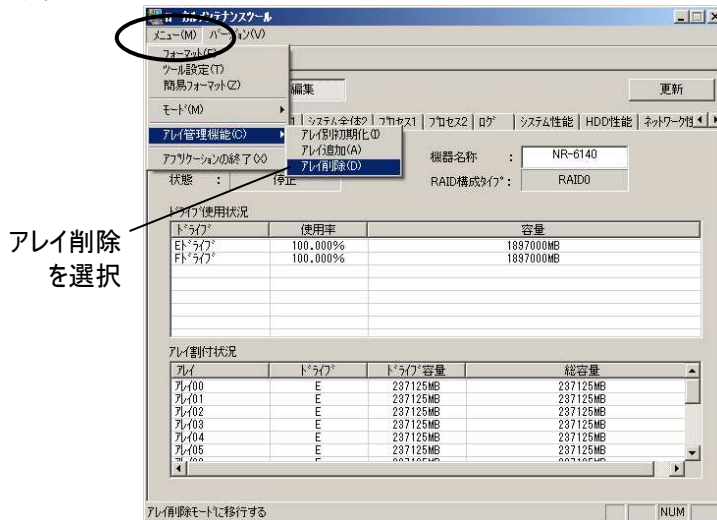 ローカルメンテナンスツール
メニュー(M) バージョン(V)
フォーマット(F)
ツール設定(T)
簡易フォーマット(Z)
編集
更新
モード(M)
システム全体2 プロセス1 プロセス2 ログ システム性能 HDD性能 ネットワーク性
アレイ管理機能(C)
アレイ別初期化(I)
アレイ追加(A)
アレイ削除(D)
アプリケーションの終了(X)
機器名称 : NR-6140
状態 : 停止 RAID構成タイプ : RAID0
アレイ削除
を選択
ドライブ使用状況
ドライブ 使用率 容量
Eドライブ 100.000% 1897000MB
Fドライブ 100.000% 1897000MB
アレイ割付状況
アレイ ドライブ ドライブ容量 総容量
アレイ00 E 237125MB 237125MB
アレイ01 E 237125MB 237125MB
アレイ02 E 237125MB 237125MB
アレイ03 E 237125MB 237125MB
アレイ04 E 237125MB 237125MB
アレイ05 E 237125MB 237125MB
アレイ削除モードに移行する NUM